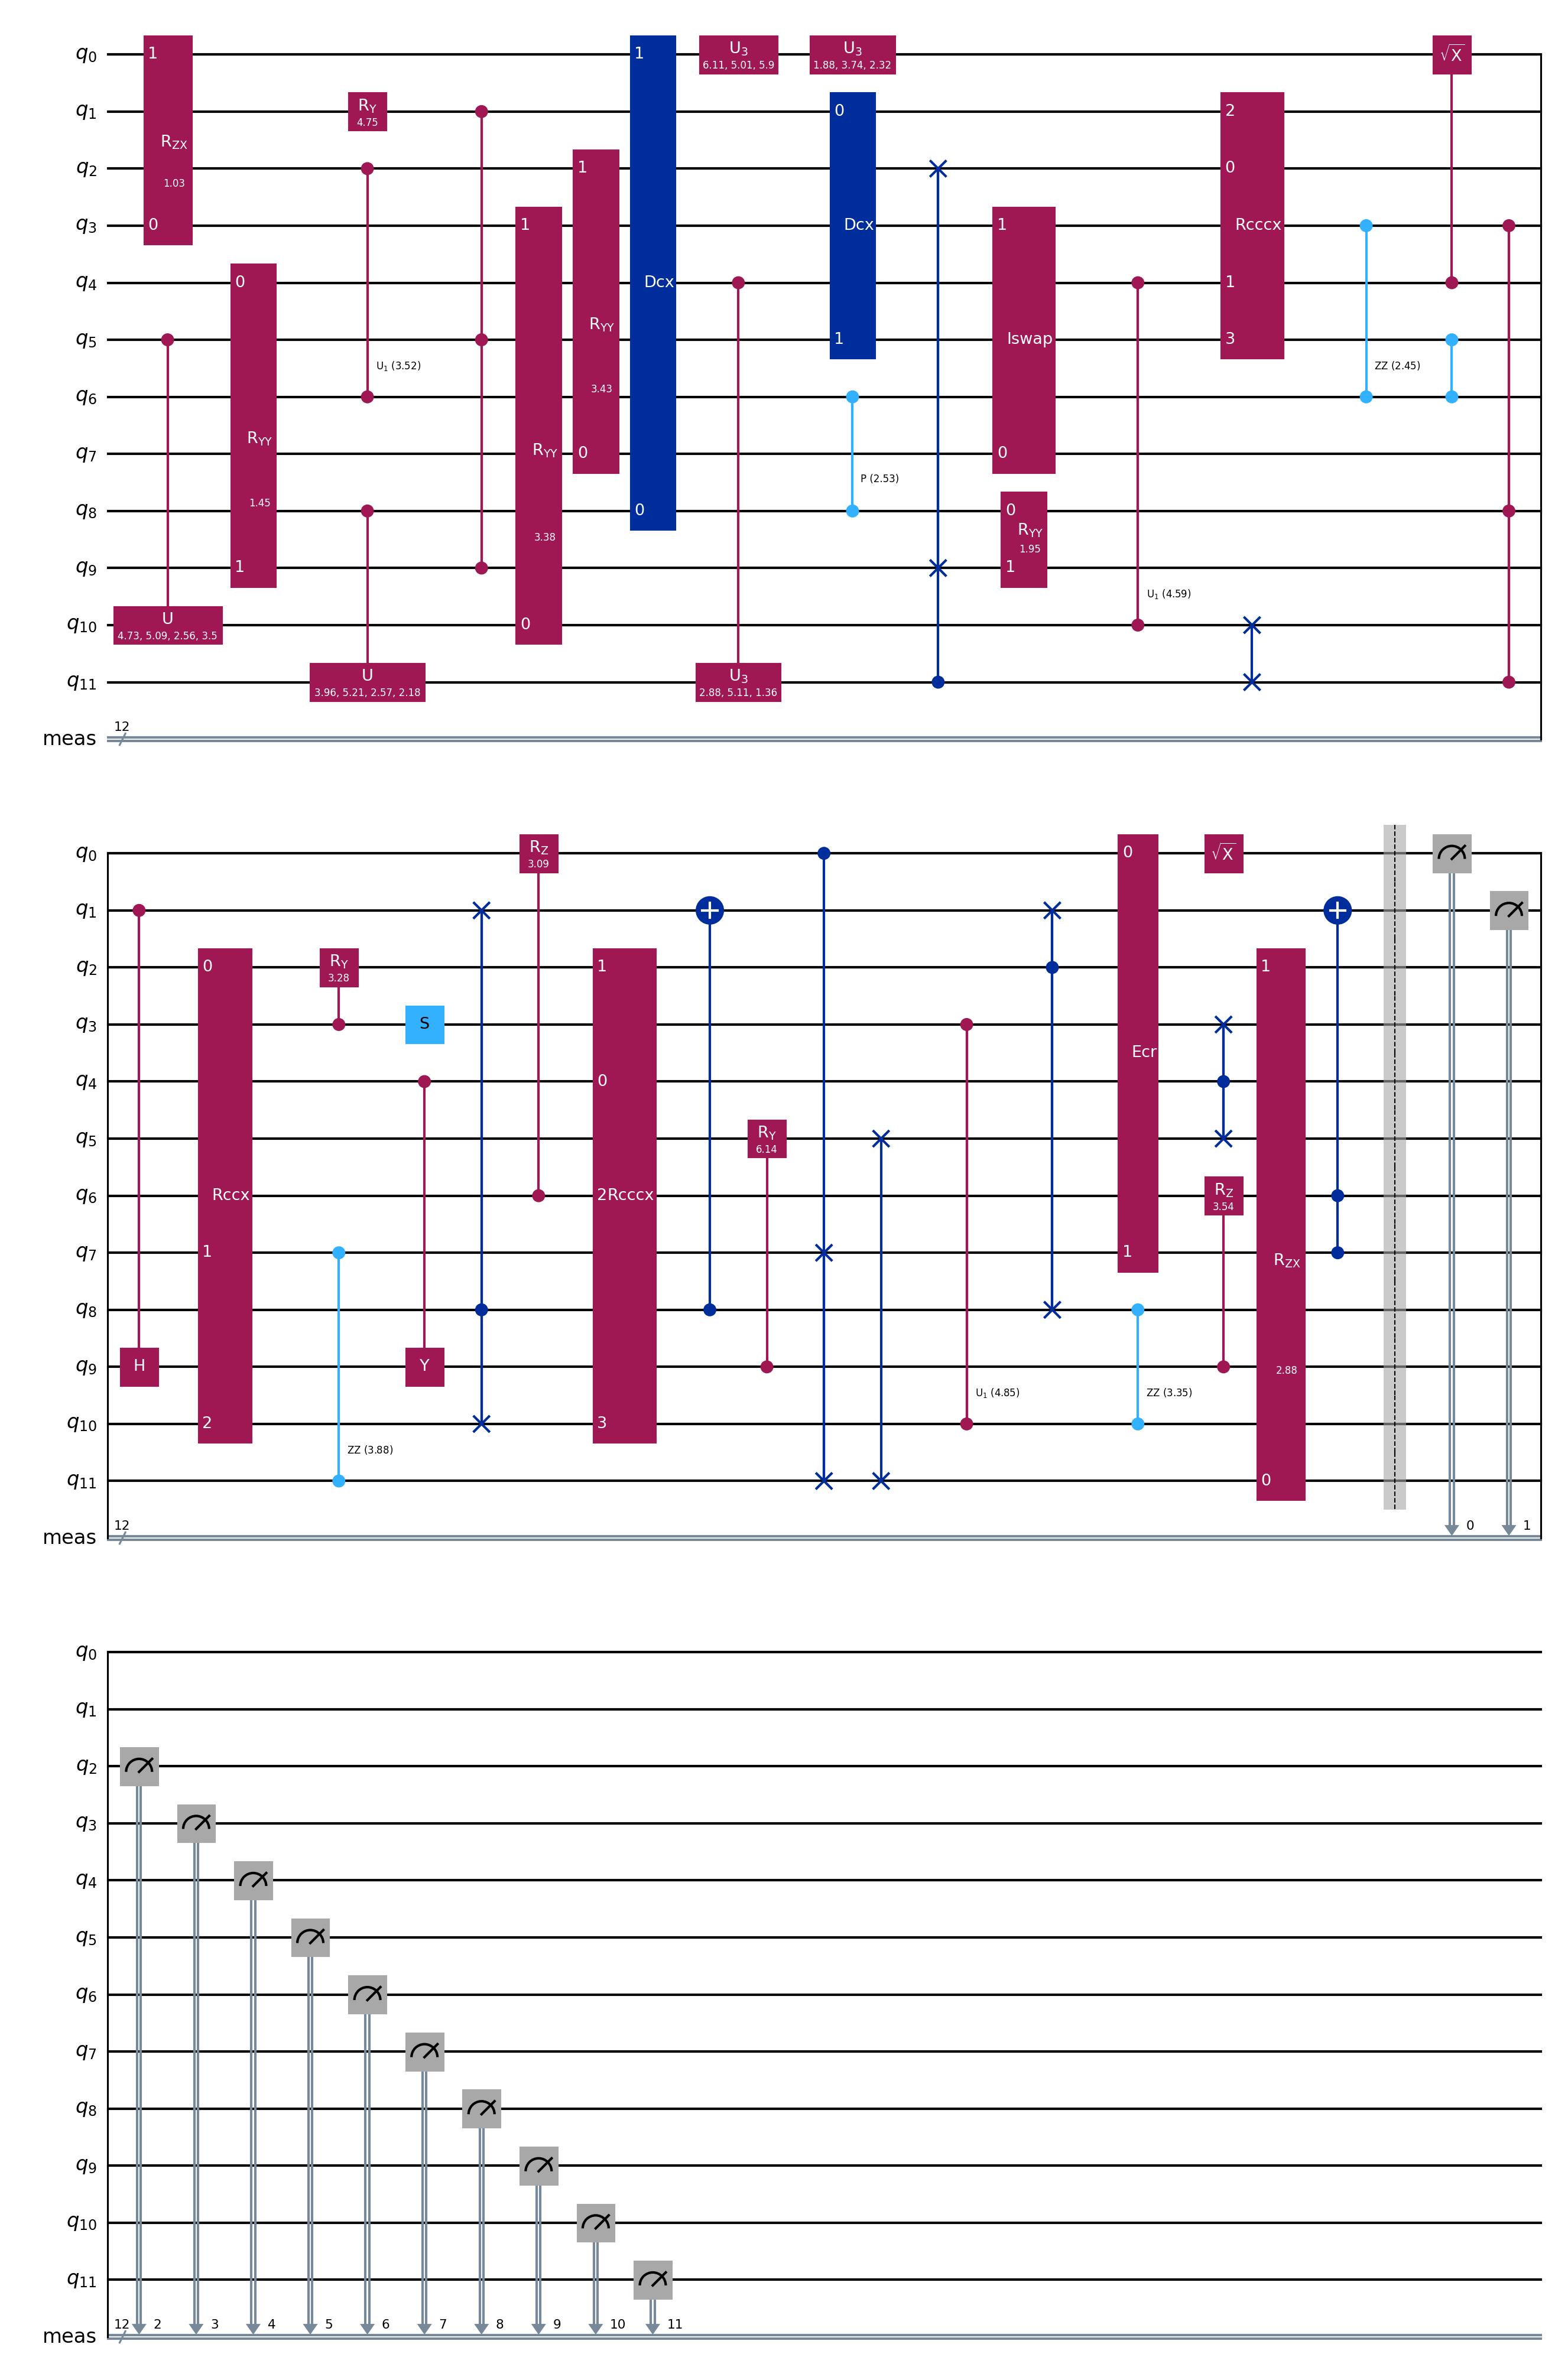 q0 1 1 U3 6.11, 5.01, 5.9 U3 1.88, 3.74, 2.32 √X
q1 RY 4.75 0 2
q2 RZX 1.03 1 0
q3 0 1 Dcx 1 Rcccx
q4 0 RYY 3.43 Dcx 1
q5 U1 (3.52) 1 Iswap 3 ZZ (2.45)
q6
q7 RYY 1.45 RYY 3.38 0 P (2.53) 0
q8 0 0 RYY 1.95
q9 1 1 U1 (4.59)
q10 U 4.73, 5.09, 2.56, 3.5 0
q11 U 3.96, 5.21, 2.57, 2.18 U3 2.88, 5.11, 1.36
meas 12
q0 RZ 3.09 0 √X
q1
q2 0 RY 3.28 1 1
q3 S Ecr
q4 0
q5 RY 6.14
q6 Rccx 2 Rcccx RZ 3.54
q7 1 1 RZX 2.88
q8
q9 H Y U1 (4.85) ZZ (3.35)
q10 2 ZZ (3.88) 3
q11 0
meas 12 0 1
q0
q1
q2
q3
q4
q5
q6
q7
q8
q9
q10
q11
meas 12 2 3 4 5 6 7 8 9 10 11